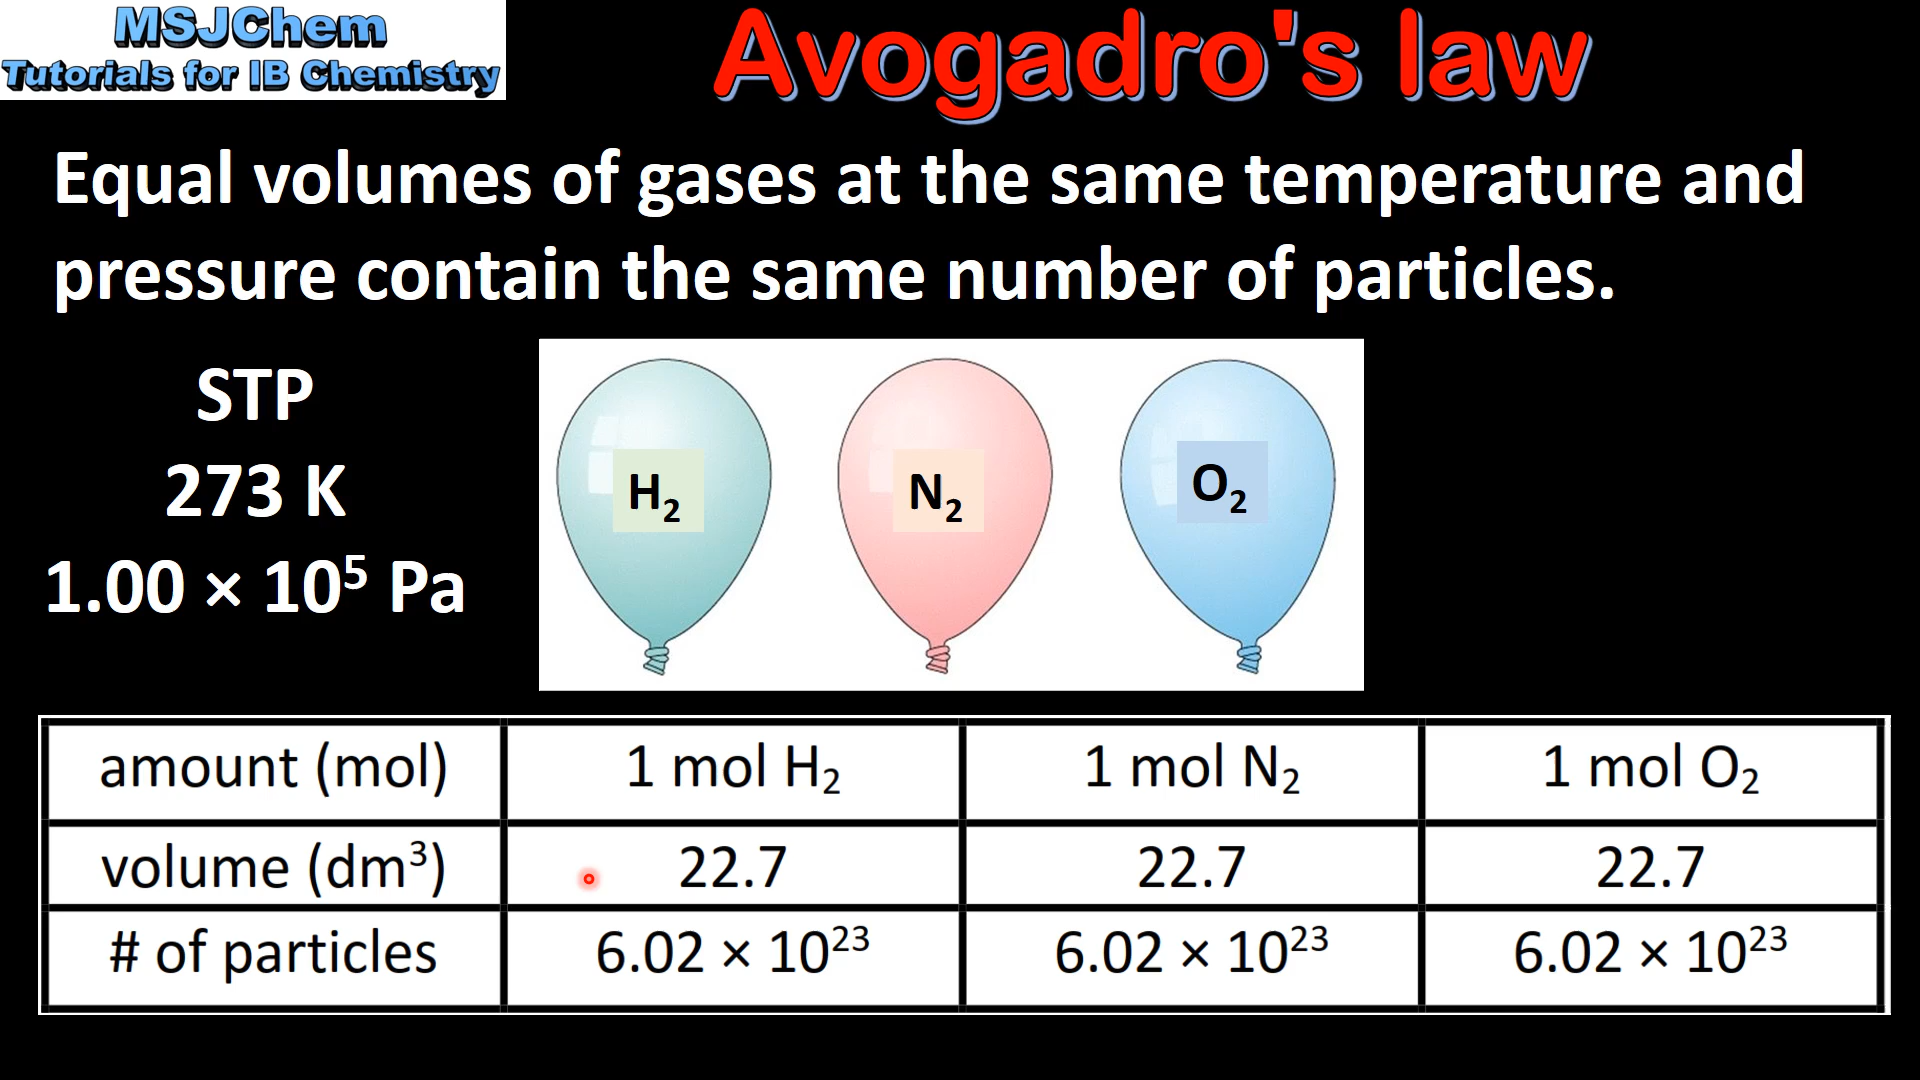 MSJChem
Tutorials for IB Chemistry
Avogadro's law
Equal volumes of gases at the same temperature and
pressure contain the same number of particles.
STP
273 K
1.00 × 10⁵ Pa
H₂ N₂ O₂
amount (mol) 1 mol H₂ 1 mol N₂ 1 mol O₂
volume (dm³) 22.7 22.7 22.7
# of particles 6.02 × 10²³ 6.02 × 10²³ 6.02 × 10²³